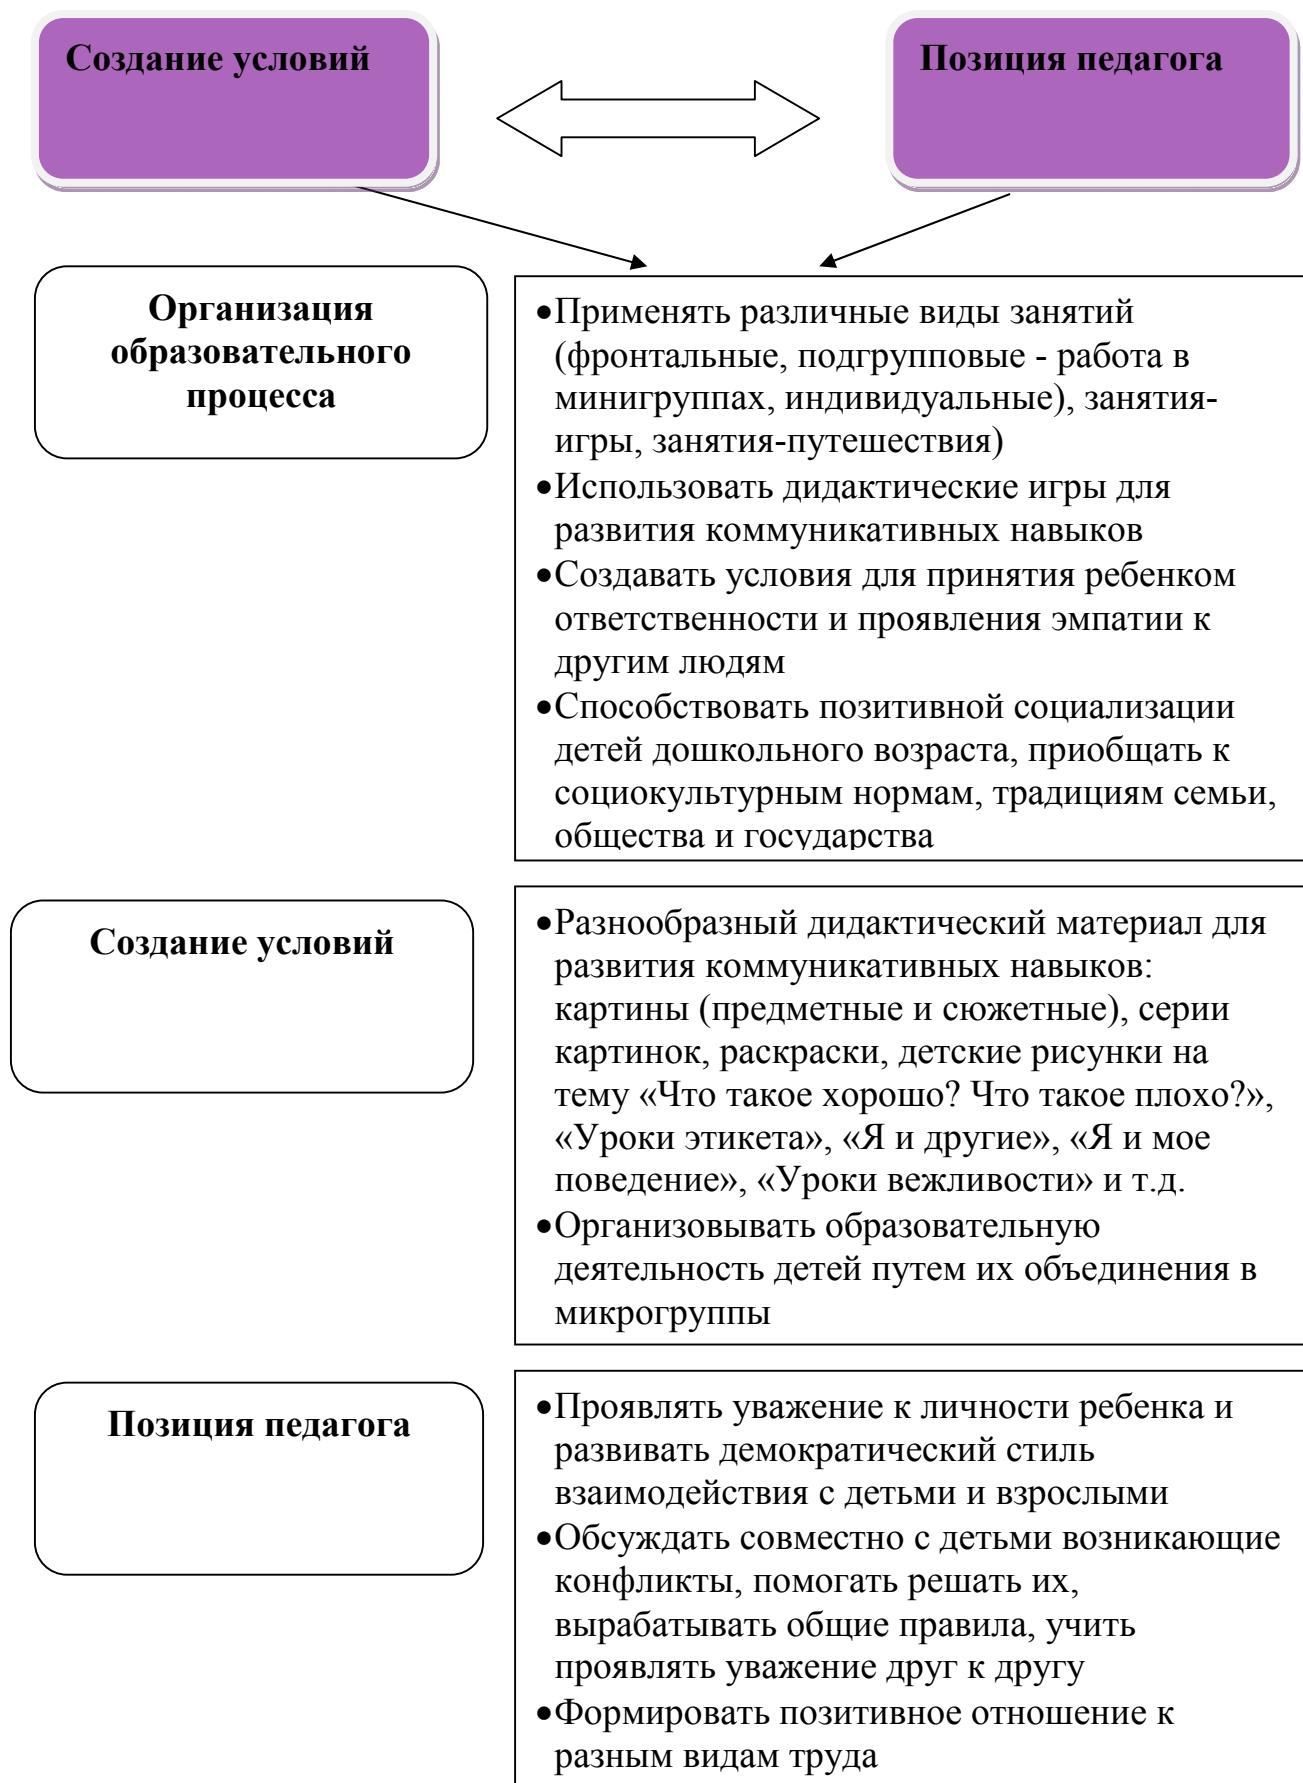 Создание условий
Позиция педагога
Организация
образовательного
процесса
•Применять различные виды занятий
(фронтальные, подгрупповые - работа в
минигруппах, индивидуальные), занятия-
игры, занятия-путешествия)
•Использовать дидактические игры для
развития коммуникативных навыков
•Создавать условия для принятия ребенком
ответственности и проявления эмпатии к
другим людям
•Способствовать позитивной социализации
детей дошкольного возраста, приобщать к
социокультурным нормам, традициям семьи,
общества и государства
Создание условий
•Разнообразный дидактический материал для
развития коммуникативных навыков:
картины (предметные и сюжетные), серии
картинок, раскраски, детские рисунки на
тему «Что такое хорошо? Что такое плохо?»,
«Уроки этикета», «Я и другие», «Я и мое
поведение», «Уроки вежливости» и т.д.
•Организовывать образовательную
деятельность детей путем их объединения в
микрогруппы
Позиция педагога
•Проявлять уважение к личности ребенка и
развивать демократический стиль
взаимодействия с детьми и взрослыми
•Обсуждать совместно с детьми возникающие
конфликты, помогать решать их,
вырабатывать общие правила, учить
проявлять уважение друг к другу
•Формировать позитивное отношение к
разным видам труда